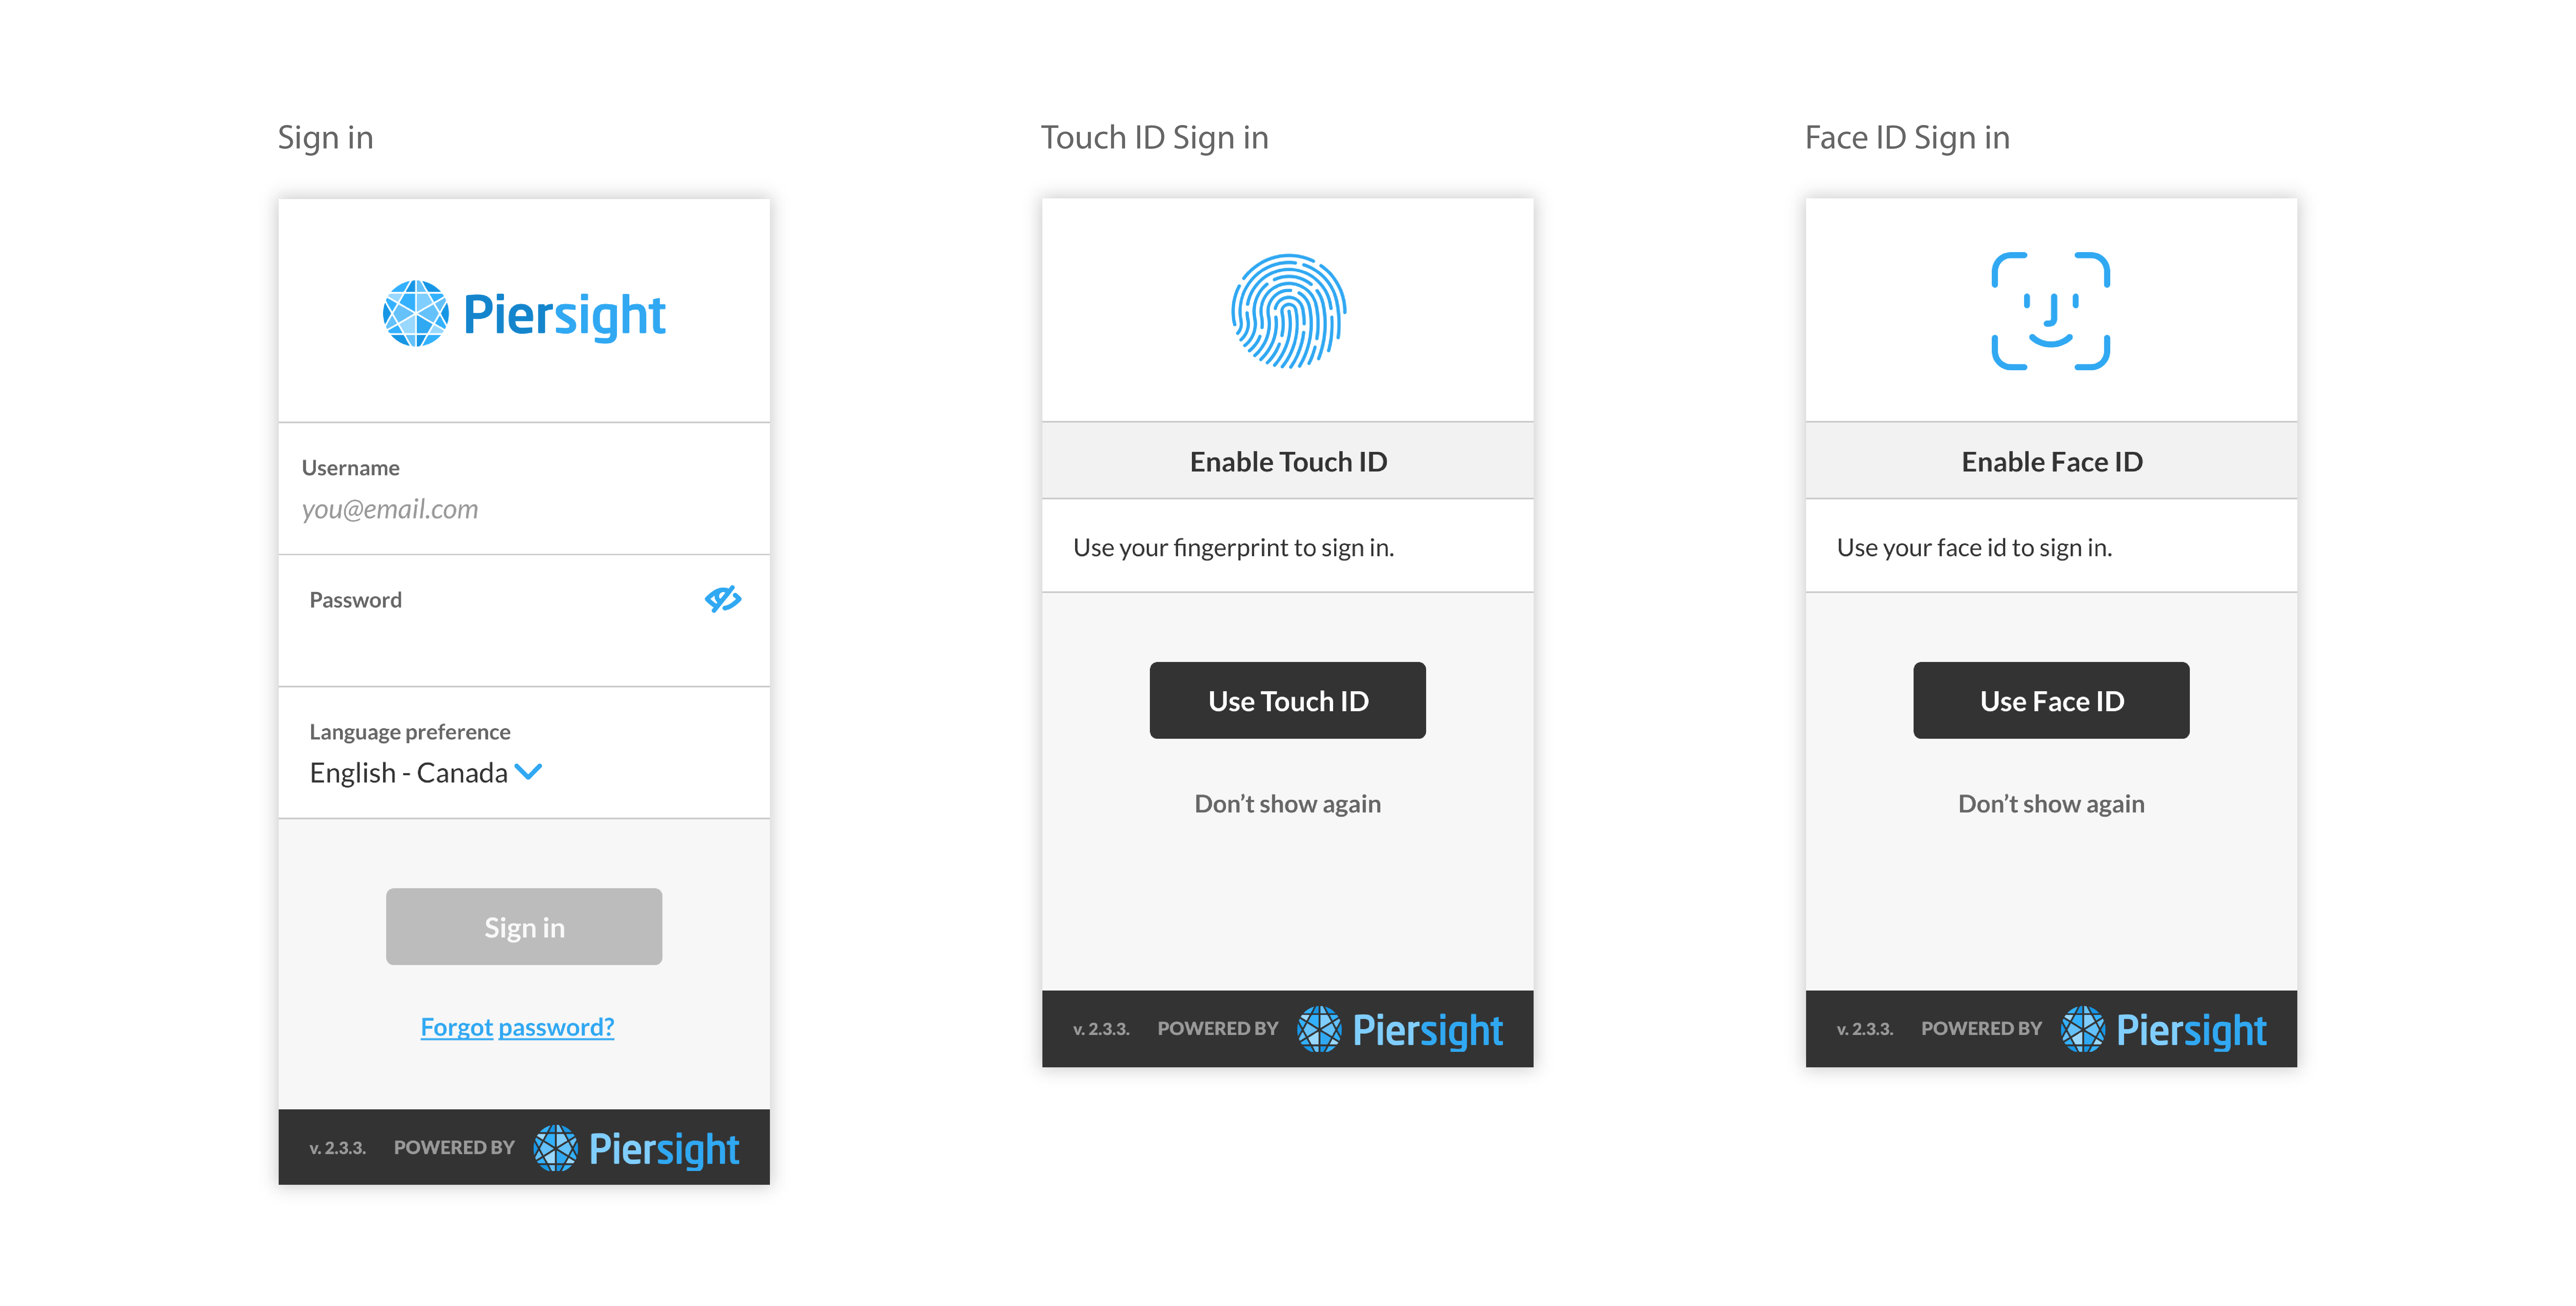 Sign in
Piersight
Username
you@email.com
Password
Language preference
English - Canada
Sign in
Forgot password?
v. 2.3.3. POWERED BY Piersight
Touch ID Sign in
Enable Touch ID
Use your fingerprint to sign in.
Use Touch ID
Don’t show again
v. 2.3.3. POWERED BY Piersight
Face ID Sign in
Enable Face ID
Use your face id to sign in.
Use Face ID
Don’t show again
v. 2.3.3. POWERED BY Piersight